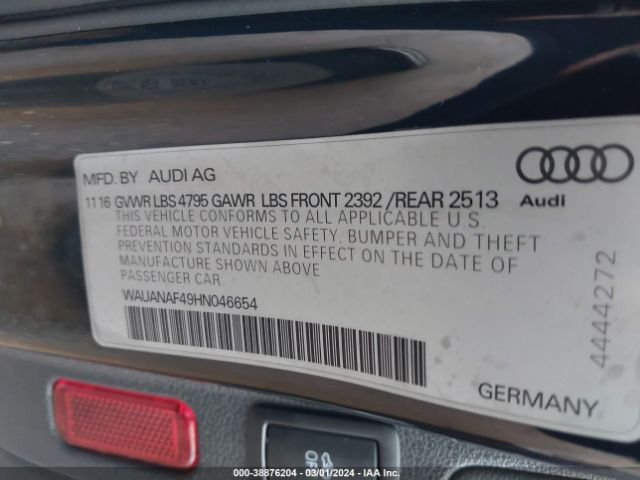 MFD. BY AUDI AG
11 16 GVWR LBS 4795 GAWR LBS FRONT 2392 /REAR 2513
Audi
THIS VEHICLE CONFORMS TO ALL APPLICABLE U.S.
FEDERAL MOTOR VEHICLE SAFETY, BUMPER AND THEFT
PREVENTION STANDARDS IN EFFECT ON THE DATE OF
MANUFACTURE SHOWN ABOVE
PASSENGER CAR
WAUANAF49HN046654
4444272
GERMANY
OFF
000-38876204 - 03/01/2024 - IAA Inc.